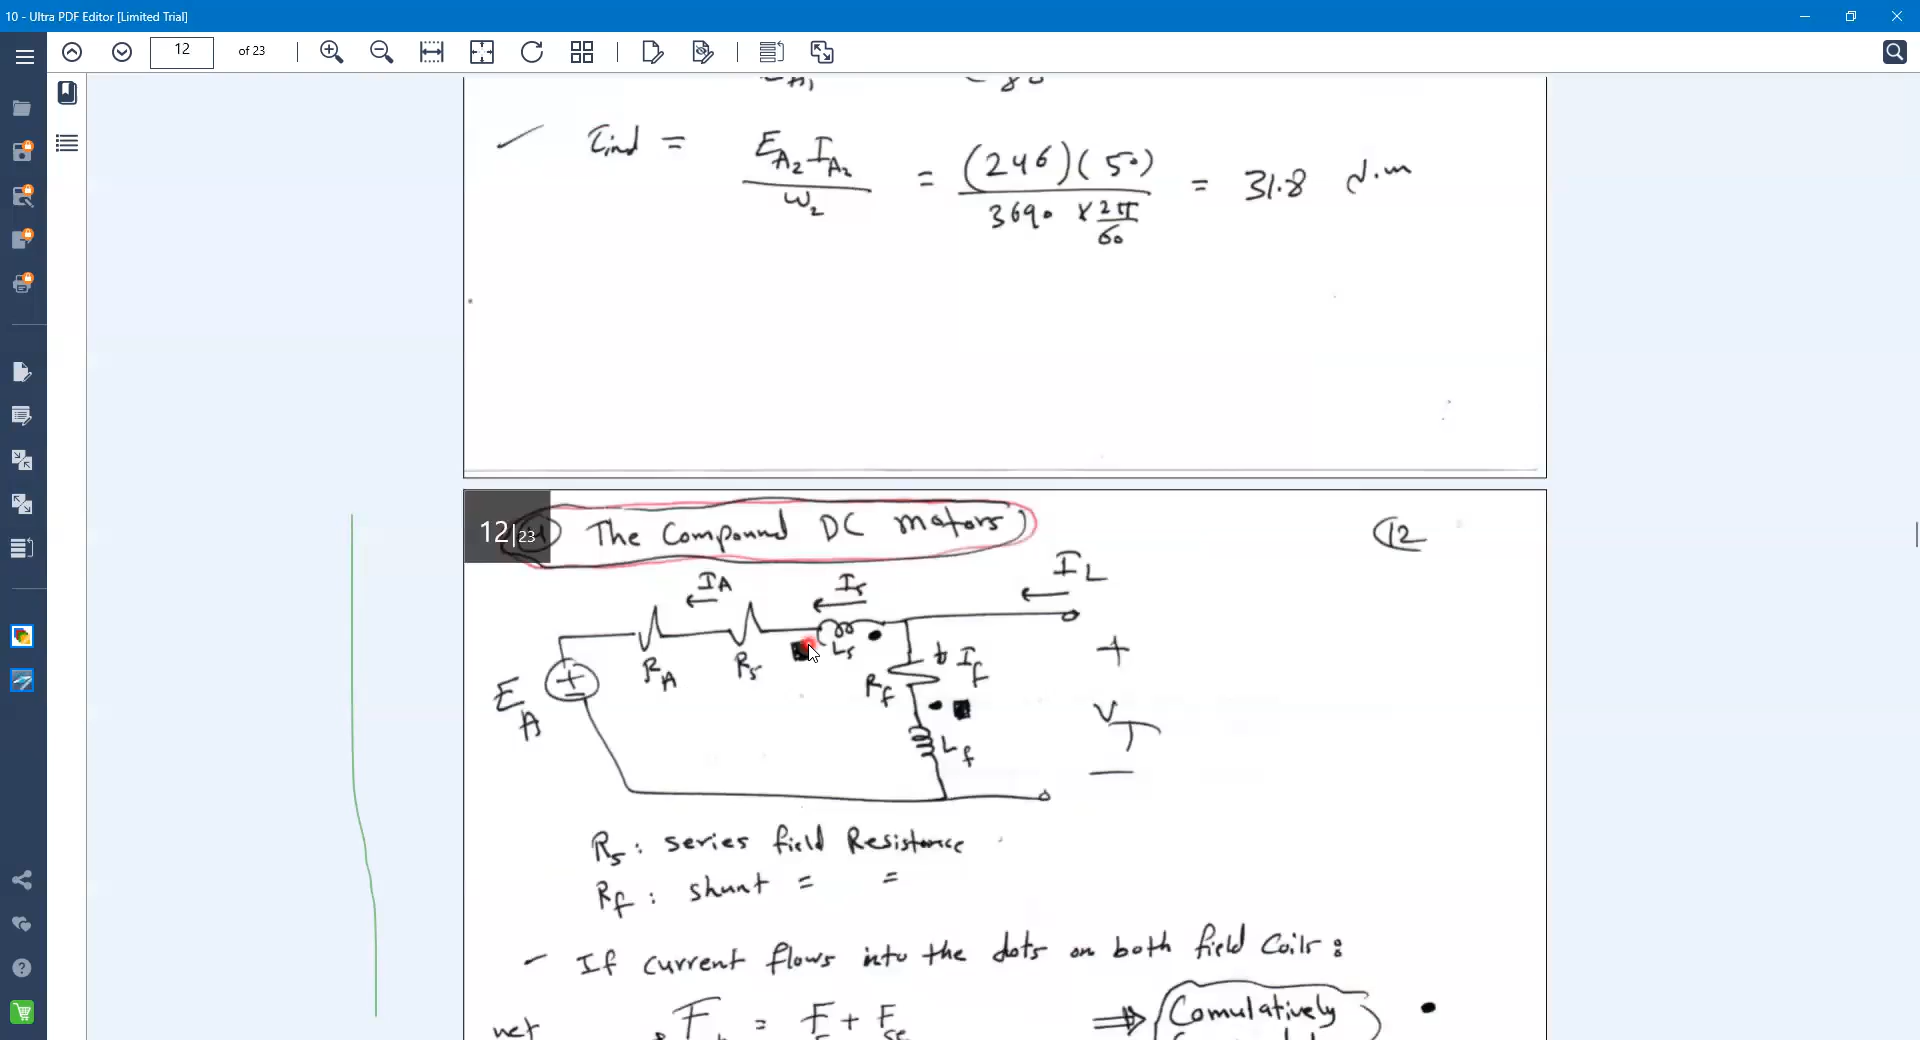 10 - Ultra PDF Editor [Limited Trial]
12 of 23
τind = EA2 IA2 / ω2 = (246)(50) / 3690 × 2π/60 = 31.8 N.m
12|23
The Compound DC motors
12
IA Is IL
RA Rs Ls Rf If
EA
Lf
+
VT
—
Rs: series field Resistance
Rf: shunt = =
- If current flows into the dots on both field Coils:
net F = F + Fse ⇒ Comulatively